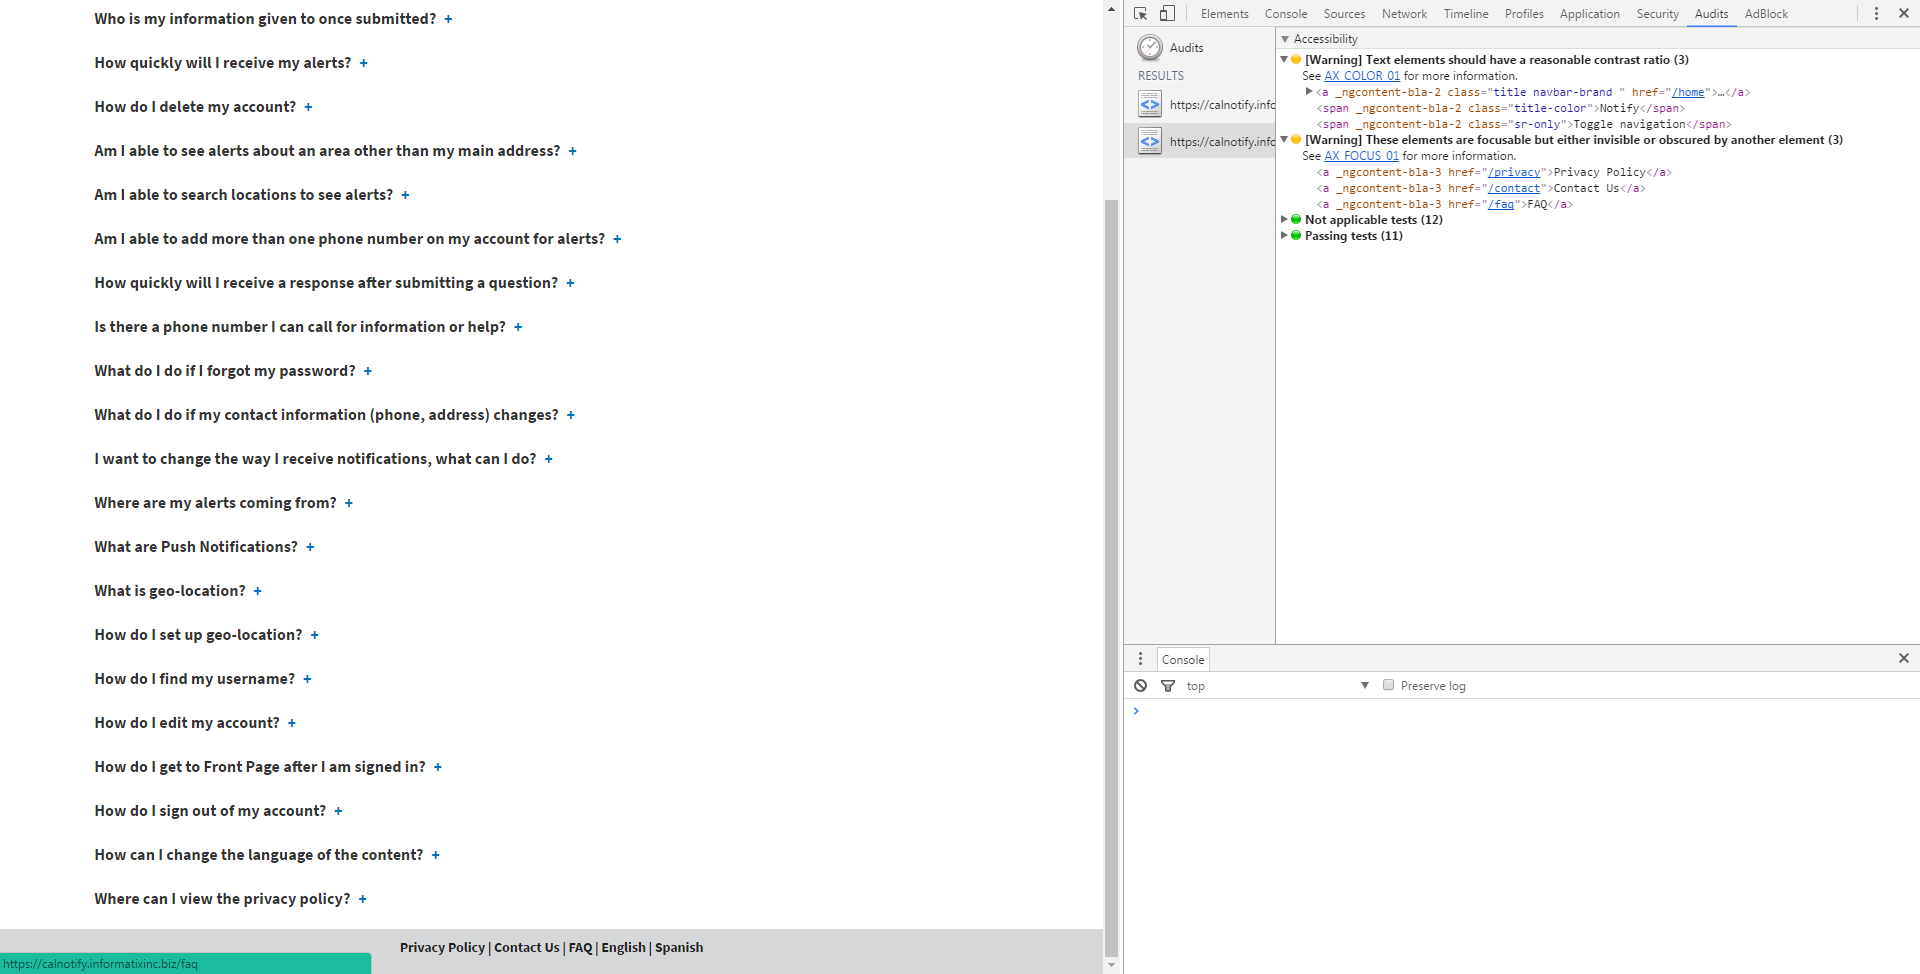 Who is my information given to once submitted? +
How quickly will I receive my alerts? +
How do I delete my account? +
Am I able to see alerts about an area other than my main address? +
Am I able to search locations to see alerts? +
Am I able to add more than one phone number on my account for alerts? +
How quickly will I receive a response after submitting a question? +
Is there a phone number I can call for information or help? +
What do I do if I forgot my password? +
What do I do if my contact information (phone, address) changes? +
I want to change the way I receive notifications, what can I do? +
Where are my alerts coming from? +
What are Push Notifications? +
What is geo-location? +
How do I set up geo-location? +
How do I find my username? +
How do I edit my account? +
How do I get to Front Page after I am signed in? +
How do I sign out of my account? +
How can I change the language of the content? +
Where can I view the privacy policy? +
Privacy Policy | Contact Us | FAQ | English | Spanish
https://calnotify.informatixinc.biz/faq
Elements Console Sources Network Timeline Profiles Application Security Audits AdBlock
Audits
RESULTS
https://calnotify.info
https://calnotify.info
Accessibility
[Warning] Text elements should have a reasonable contrast ratio (3)
See AX_COLOR_01 for more information.
<a _ngcontent-bla-2 class="title navbar-brand " href="/home">…</a>
<span _ngcontent-bla-2 class="title-color">Notify</span>
<span _ngcontent-bla-2 class="sr-only">Toggle navigation</span>
[Warning] These elements are focusable but either invisible or obscured by another element (3)
See AX_FOCUS_01 for more information.
<a _ngcontent-bla-3 href="/privacy">Privacy Policy</a>
<a _ngcontent-bla-3 href="/contact">Contact Us</a>
<a _ngcontent-bla-3 href="/faq">FAQ</a>
Not applicable tests (12)
Passing tests (11)
Console
top Preserve log